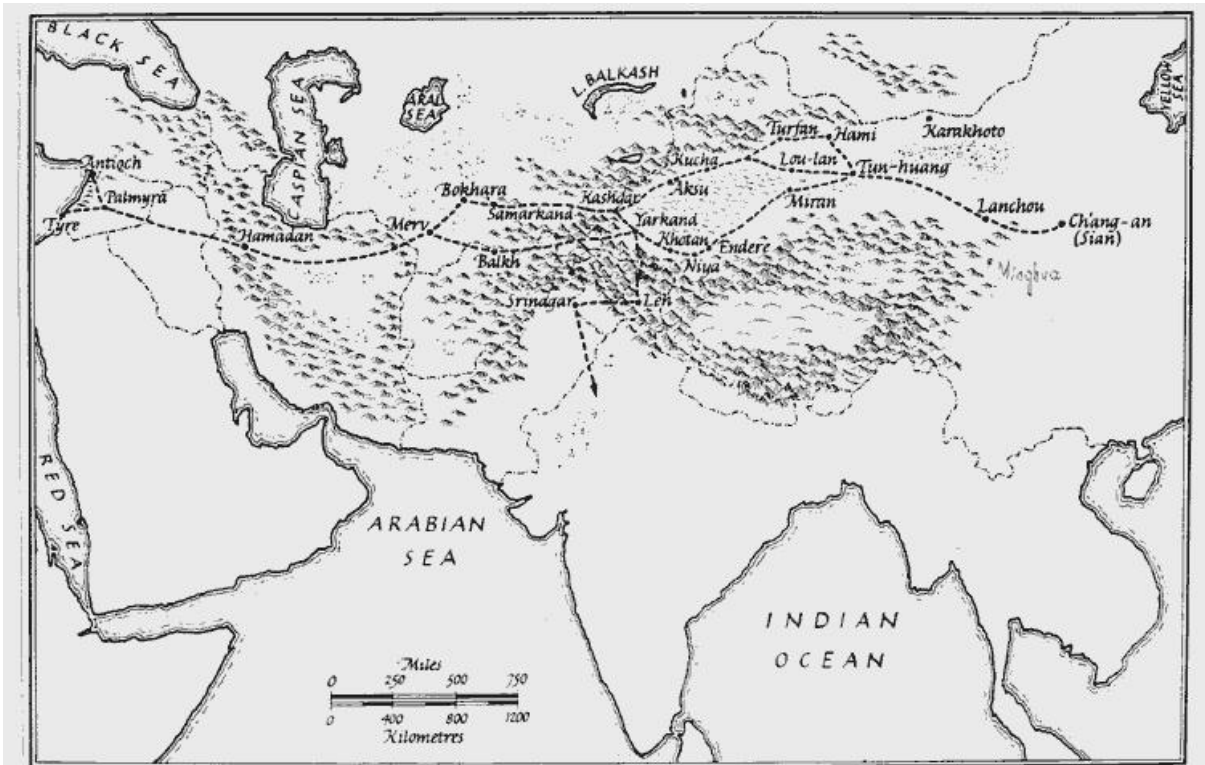 BLACK SEA
CASPIAN SEA
ARAL
SEA
L. BALKASH
YELLOW
SEA
Turfan
Hami
Karakhoto
Antioch
Kucha
Lou-lan
Tun-huang
Palmyra
Bokhara
Kashgar
Aksu
Miran
Tyre
Samarkand
Lanchou
Merv
Yarkand
Ch'ang-an
(Sian)
Hamadan
Khotan
Endere
Balkh
Niya
Minghua
Srinagar
Leh
RED SEA
ARABIAN
SEA
INDIAN
OCEAN
Miles
0 250 500 750
0 400 800 1200
Kilometres